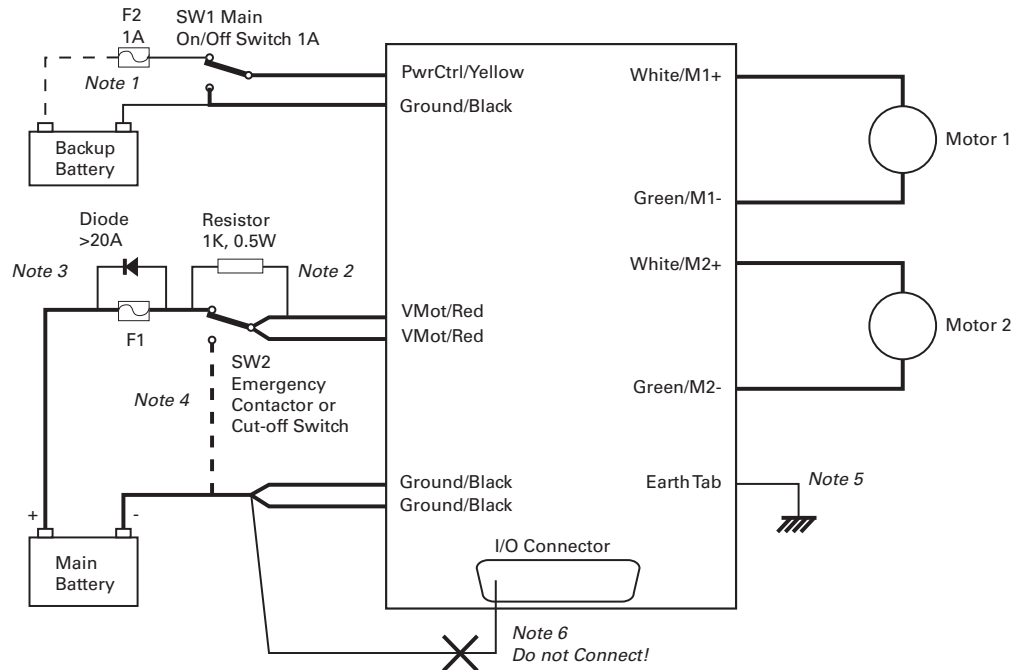 F2
1A
SW1 Main
On/Off Switch 1A
Note 1
Backup
Battery
PwrCtrl/Yellow
Ground/Black
White/M1+
Motor 1
Green/M1-
Diode
>20A
Resistor
1K, 0.5W
Note 3
Note 2
F1
VMot/Red
VMot/Red
White/M2+
Motor 2
Green/M2-
SW2
Emergency
Contactor or
Cut-off Switch
Note 4
Ground/Black
Ground/Black
Earth Tab
Note 5
+
-
Main
Battery
I/O Connector
Note 6
Do not Connect!